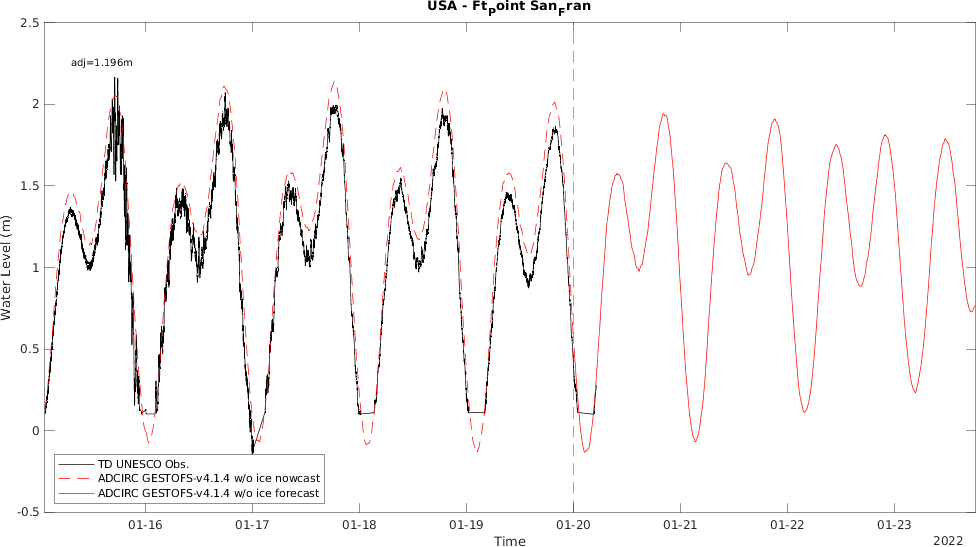 USA - Ft_Point San_Fran
adj=1.196m
2.5
2
1.5
1
0.5
0
-0.5
Water Level (m)
TD UNESCO Obs.
ADCIRC GESTOFS-v4.1.4 w/o ice nowcast
ADCIRC GESTOFS-v4.1.4 w/o ice forecast
01-16 01-17 01-18 01-19 01-20 01-21 01-22 01-23
Time
2022